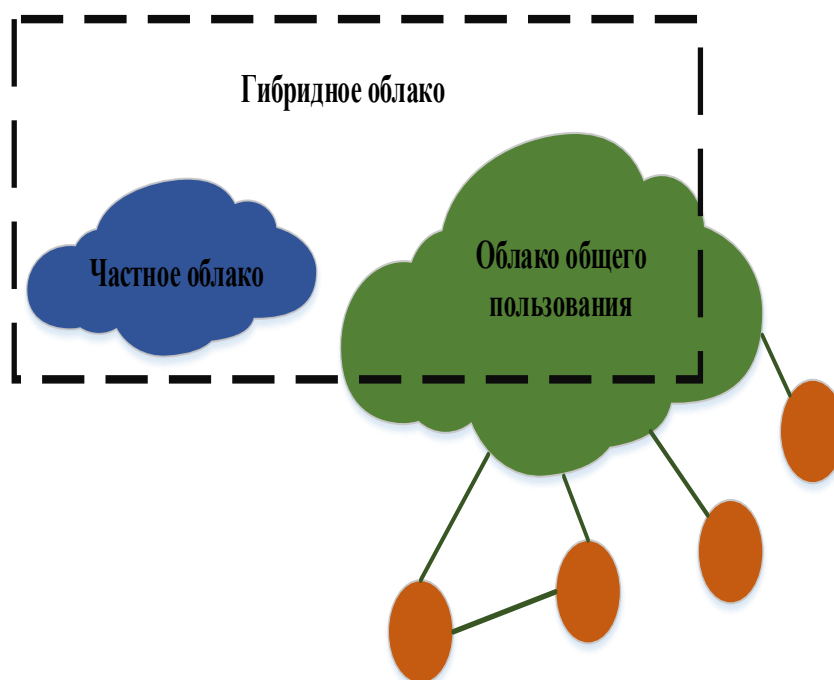 Гибридное облако
Частное облако
Облако общего
пользования